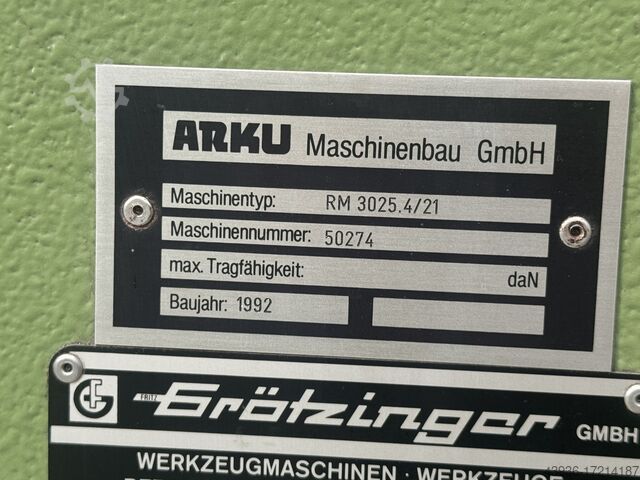 ARKU Maschinenbau GmbH
Maschinentyp: RM 3025.4/21
Maschinennummer: 50274
max. Tragfähigkeit: daN
Baujahr: 1992
FRITZ Grötzinger GMBH
WERKZEUGMASCHINEN · WERKZEUGE